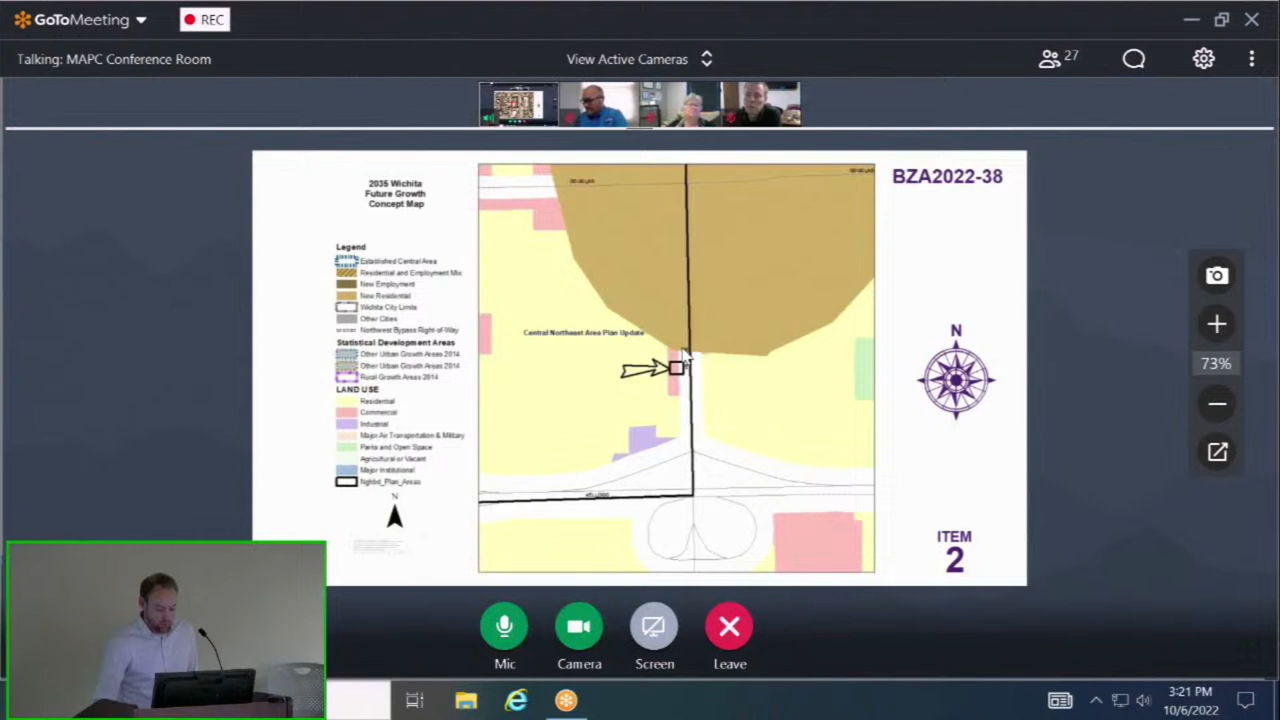 GoToMeeting
REC
Talking: MAPC Conference Room
View Active Cameras
27
2035 Wichita
Future Growth
Concept Map
BZA2022-38
Legend
Established Central Area
Residential and Employment Mix
New Employment
New Residential
Wichita City Limits
Other Cities
Northwest Bypass Right-of-Way
Statistical Development Areas
Other Urban Growth Areas 2014
Other Urban Growth Areas 2014
Rural Growth Areas 2014
LAND USE
Residential
Commercial
Industrial
Major Air Transportation & Military
Parks and Open Space
Agricultural or Vacant
Major Institutional
Nghbd_Plan_Areas
N
Central Northeast Area Plan Update
N
ITEM
2
73%
Mic
Camera
Screen
Leave
3:21 PM
10/6/2022